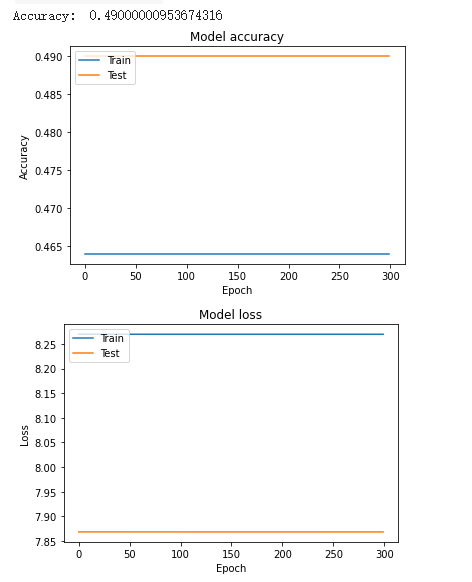 Accuracy: 0.49000000953674316
Model accuracy
Train
Test
0.490
0.485
0.480
0.475
0.470
0.465
Accuracy
0 50 100 150 200 250 300
Epoch
Model loss
Train
Test
8.25
8.20
8.15
8.10
8.05
8.00
7.95
7.90
7.85
Loss
0 50 100 150 200 250 300
Epoch